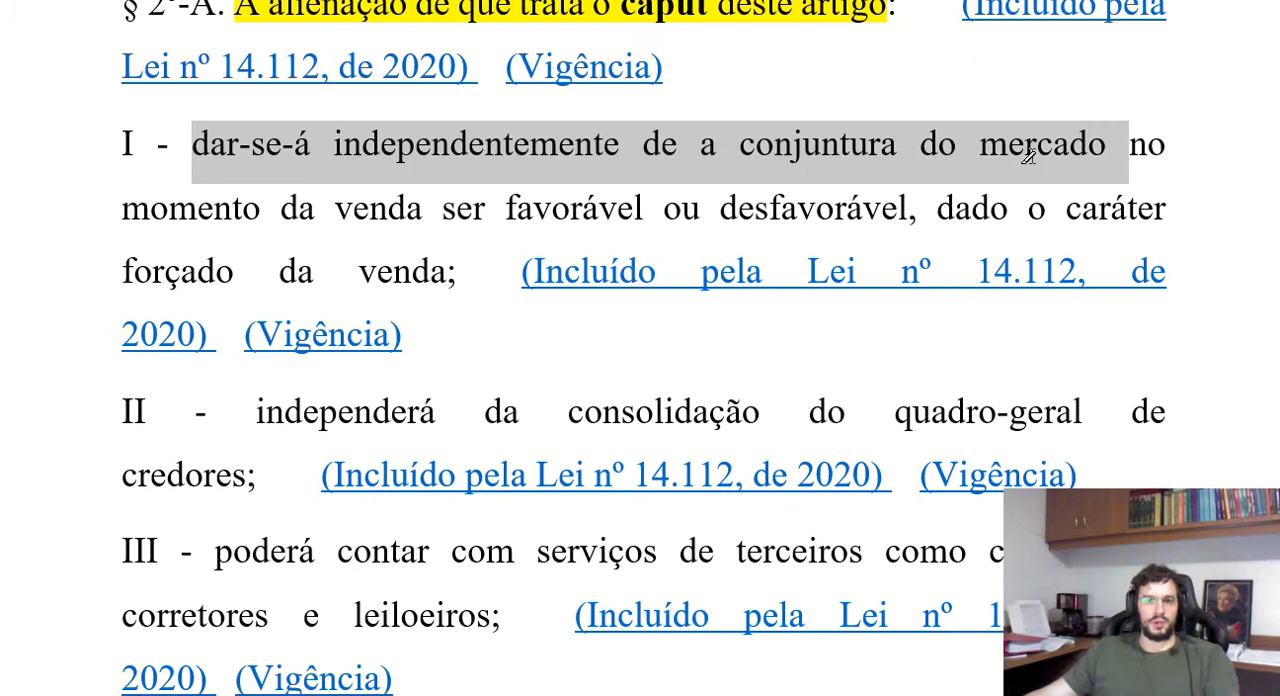 § 2º-A. A alienação de que trata o caput deste artigo: (Incluído pela
Lei nº 14.112, de 2020) (Vigência)
I - dar-se-á independentemente de a conjuntura do mercado no
momento da venda ser favorável ou desfavorável, dado o caráter
forçado da venda; (Incluído pela Lei nº 14.112, de
2020) (Vigência)
II - independerá da consolidação do quadro-geral de
credores; (Incluído pela Lei nº 14.112, de 2020) (Vigência)
III - poderá contar com serviços de terceiros como c
corretores e leiloeiros; (Incluído pela Lei nº 1
2020) (Vigência)